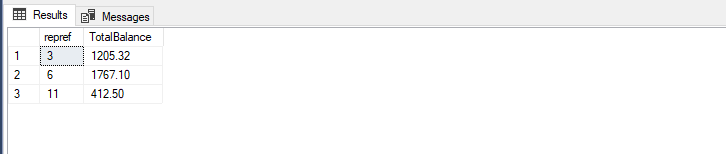 Results Messages
repref TotalBalance
1 3 1205.32
2 6 1767.10
3 11 412.50